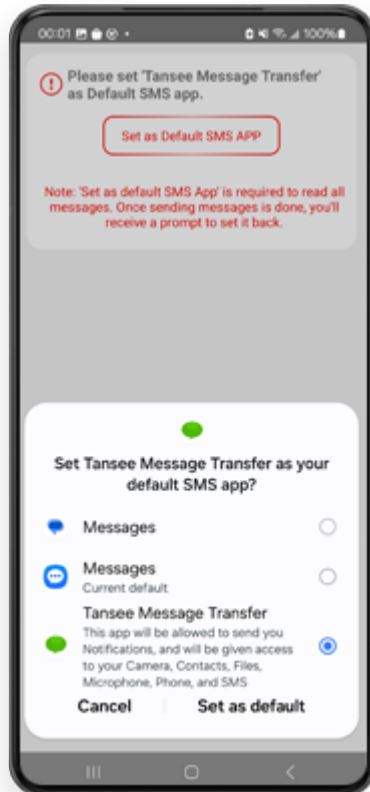 00:01
100%
Please set 'Tansee Message Transfer'
as Default SMS app.
Set as Default SMS APP
Note: 'Set as default SMS App' is required to read all
messages. Once sending messages is done, you'll
receive a prompt to set it back.
Set Tansee Message Transfer as your
default SMS app?
Messages
Messages
Current default
Tansee Message Transfer
This app will be allowed to send you
Notifications, and will be given access
to your Camera, Contacts, Files,
Microphone, Phone, and SMS
Cancel
Set as default